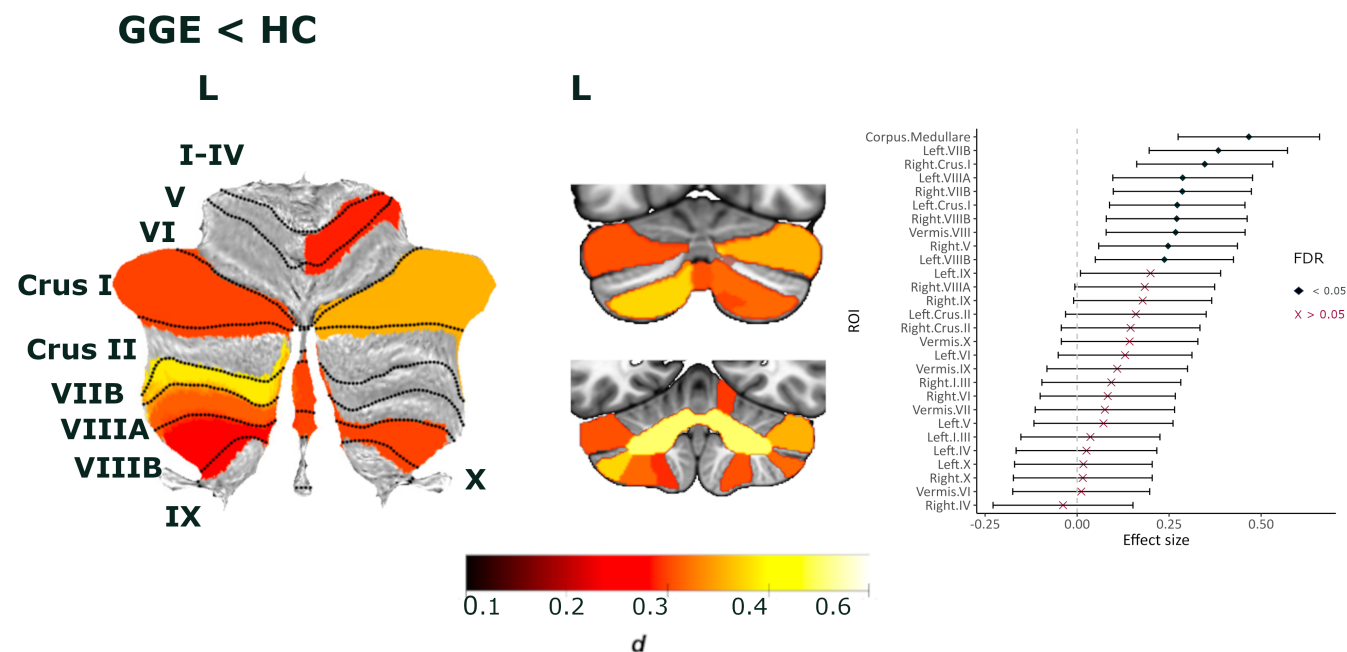 GGE < HC
L
L
I-IV
V
VI
Crus I
Crus II
VIIB
VIIIA
VIIIB
IX
X
0.1 0.2 0.3 0.4 0.6
d
ROI
Corpus.Medullare
Left.VIIB
Right.Crus.I
Left.VIIIA
Right.VIIB
Left.Crus.I
Right.VIIIB
Vermis.VIII
Right.V
Left.VIIIB
Left.IX
Right.VIIIA
Right.IX
Left.Crus.II
Right.Crus.II
Vermis.X
Left.VI
Vermis.IX
Right.I.III
Right.VI
Vermis.VII
Left.V
Left.I.III
Left.IV
Left.X
Right.X
Vermis.VI
Right.IV
-0.25 0.00 0.25 0.50
Effect size
FDR
< 0.05
X > 0.05